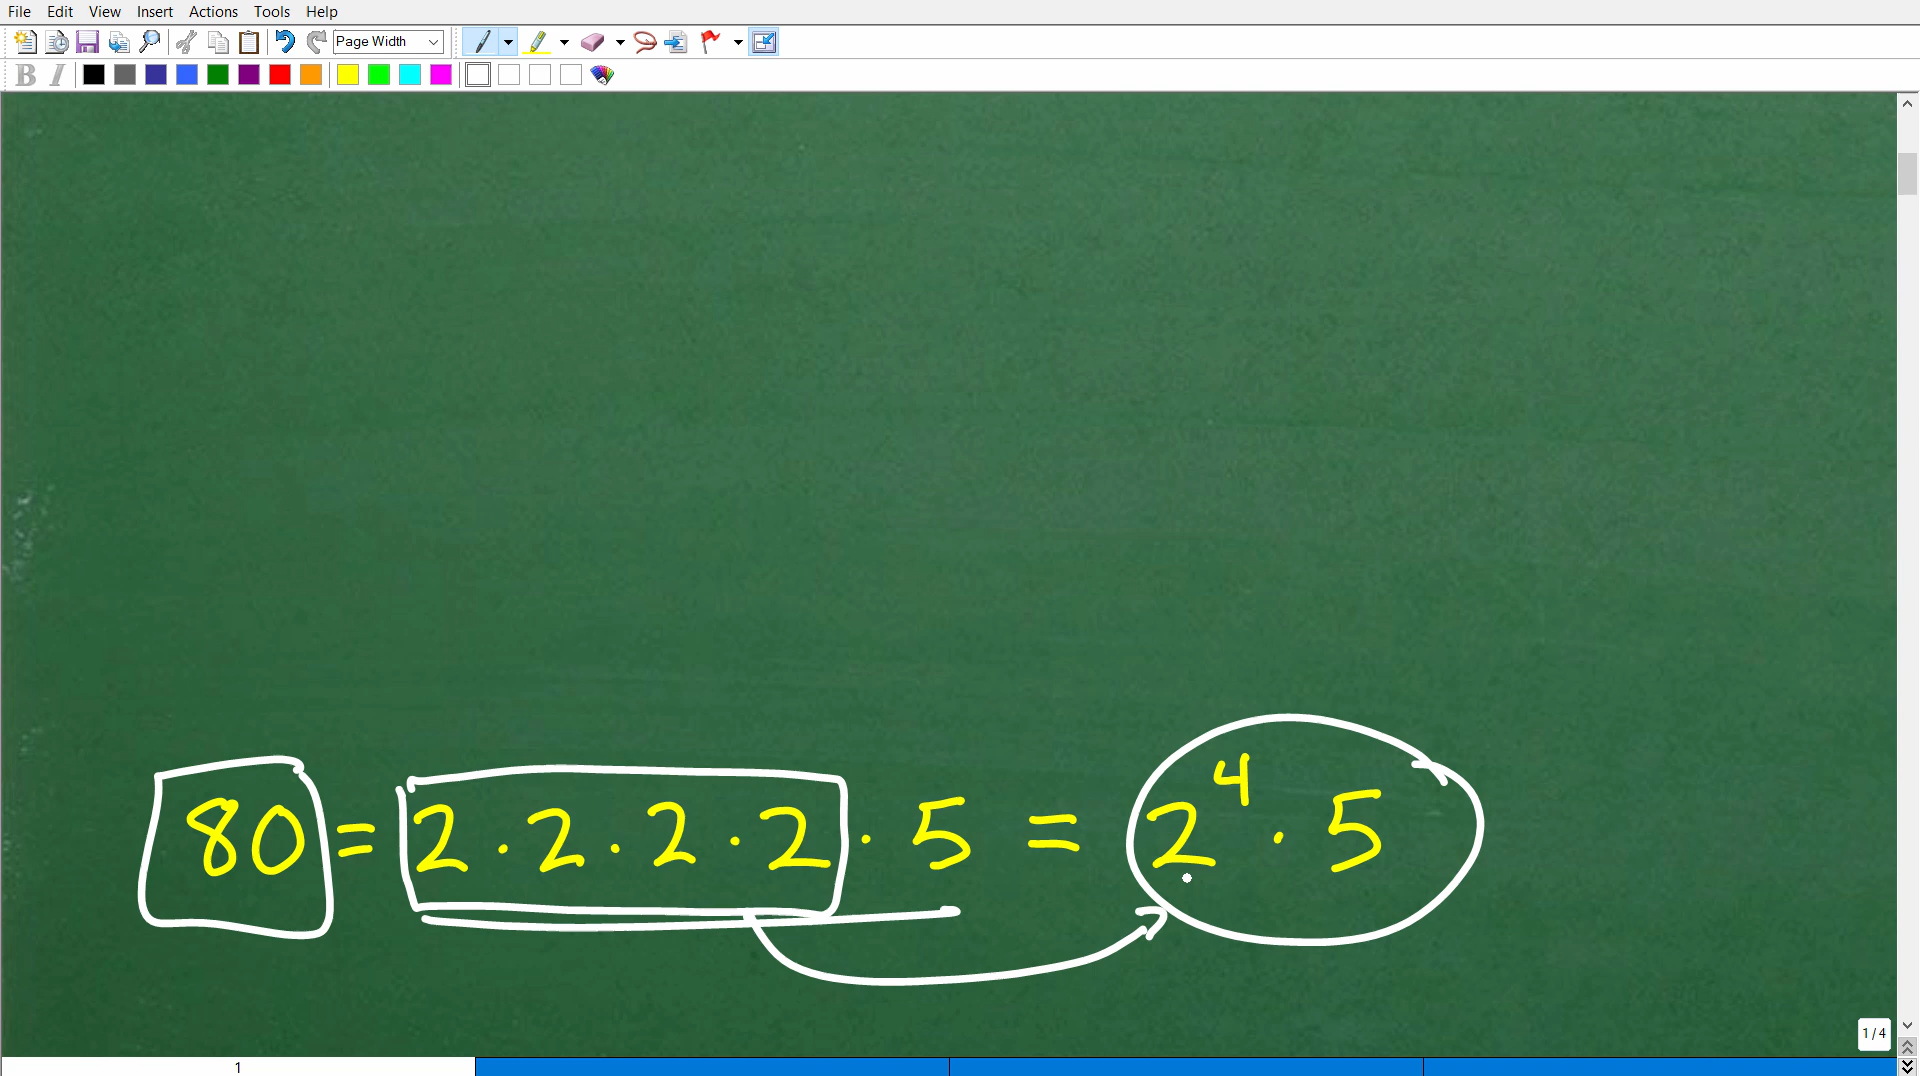 File Edit View Insert Actions Tools Help
Page Width
B I
80 = 2 · 2 · 2 · 2 · 5 = 2⁴ · 5
1 / 4
1